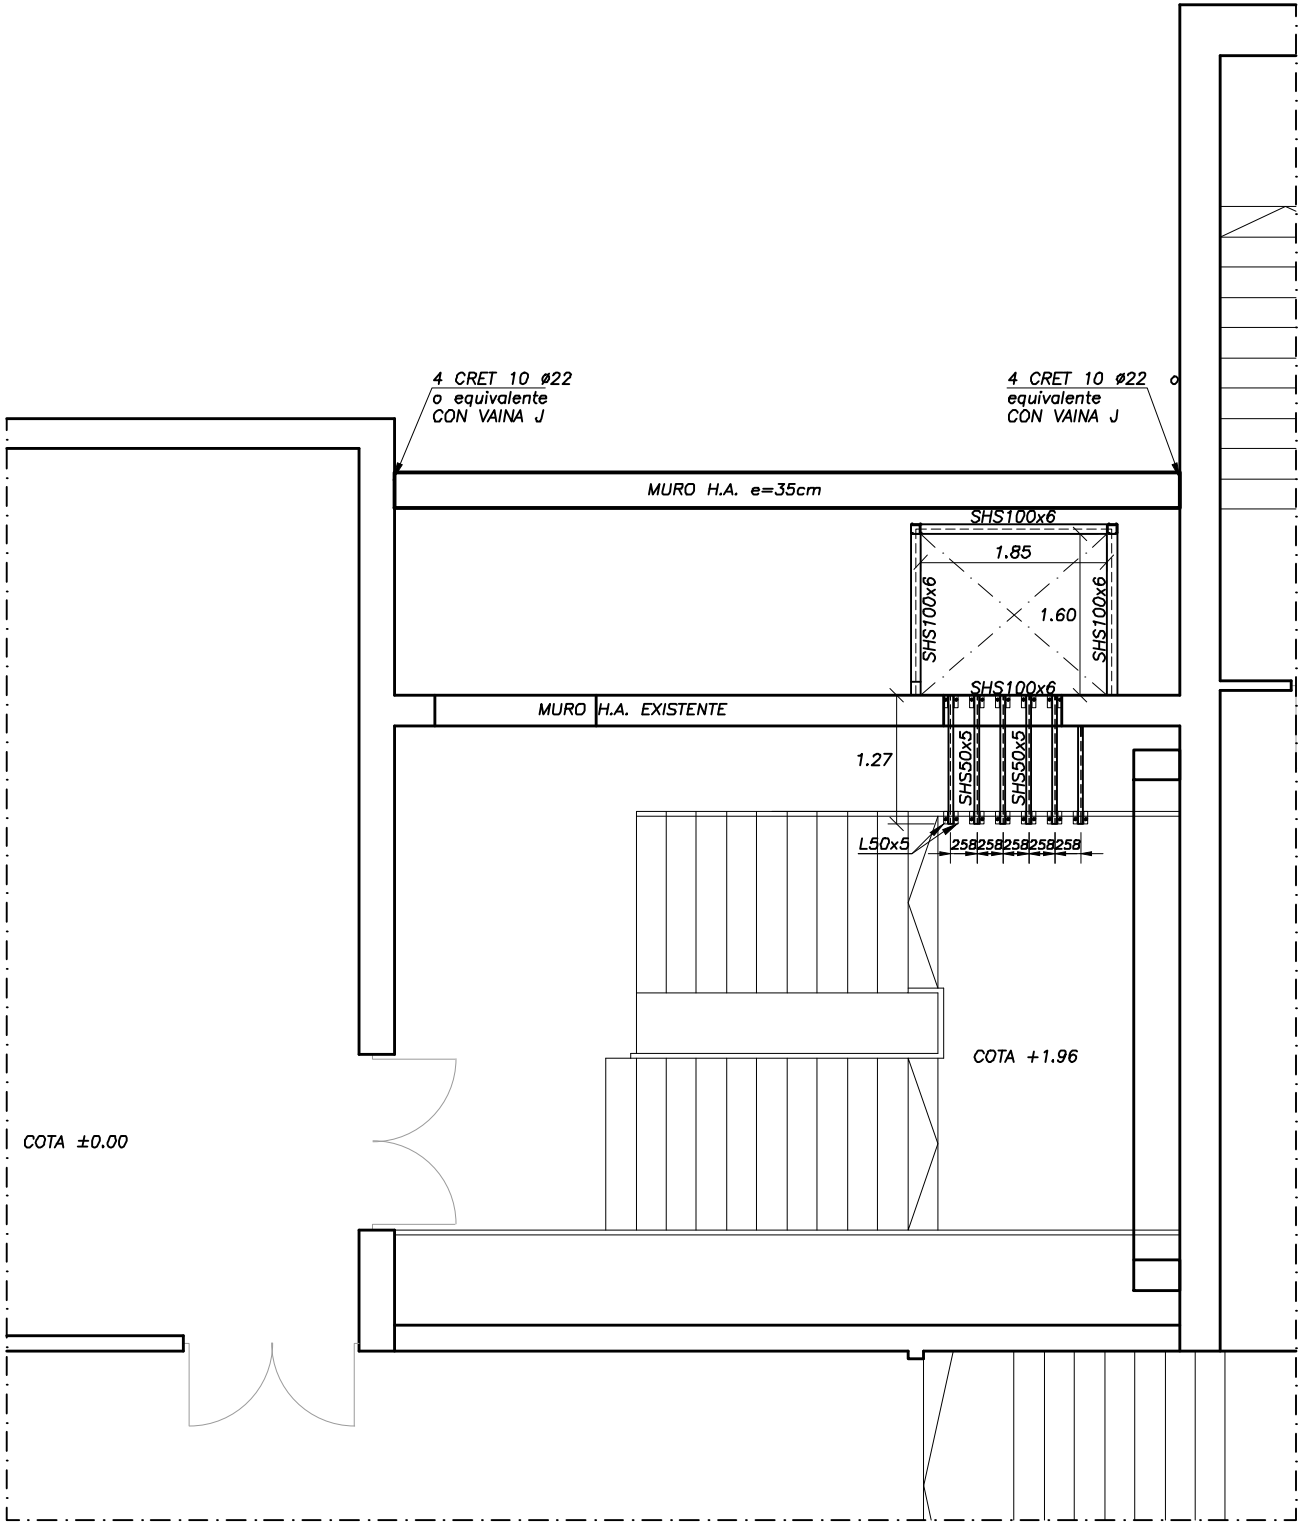 4 CRET 10 ø22
o equivalente
CON VAINA J
4 CRET 10 ø22 o
equivalente
CON VAINA J
MURO H.A. e=35cm
SHS100x6
1.85
SHS100x6
1.60
SHS100x6
SHS100x6
MURO H.A. EXISTENTE
1.27
SHS50x5
SHS50x5
L50x5
258 258 258 258 258
COTA +1.96
COTA ±0.00